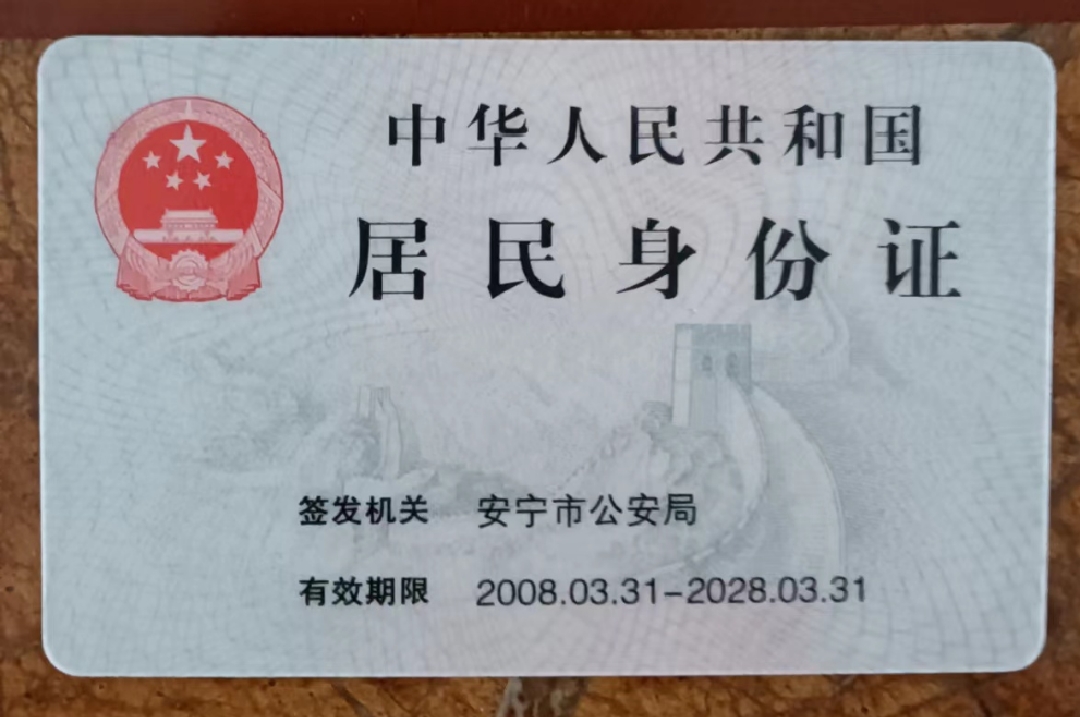 中华人民共和国
居民身份证
签发机关 安宁市公安局
有效期限 2008.03.31-2028.03.31